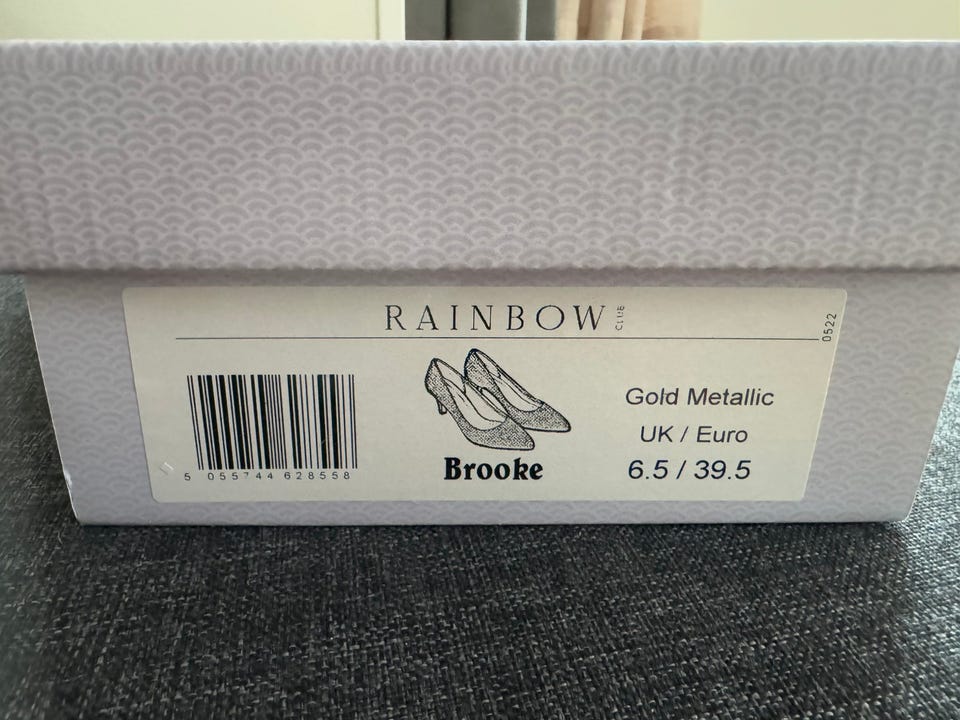 RAINBOW CLUB
0522
Gold Metallic
UK / Euro
6.5 / 39.5
Brooke
5 055744 628558